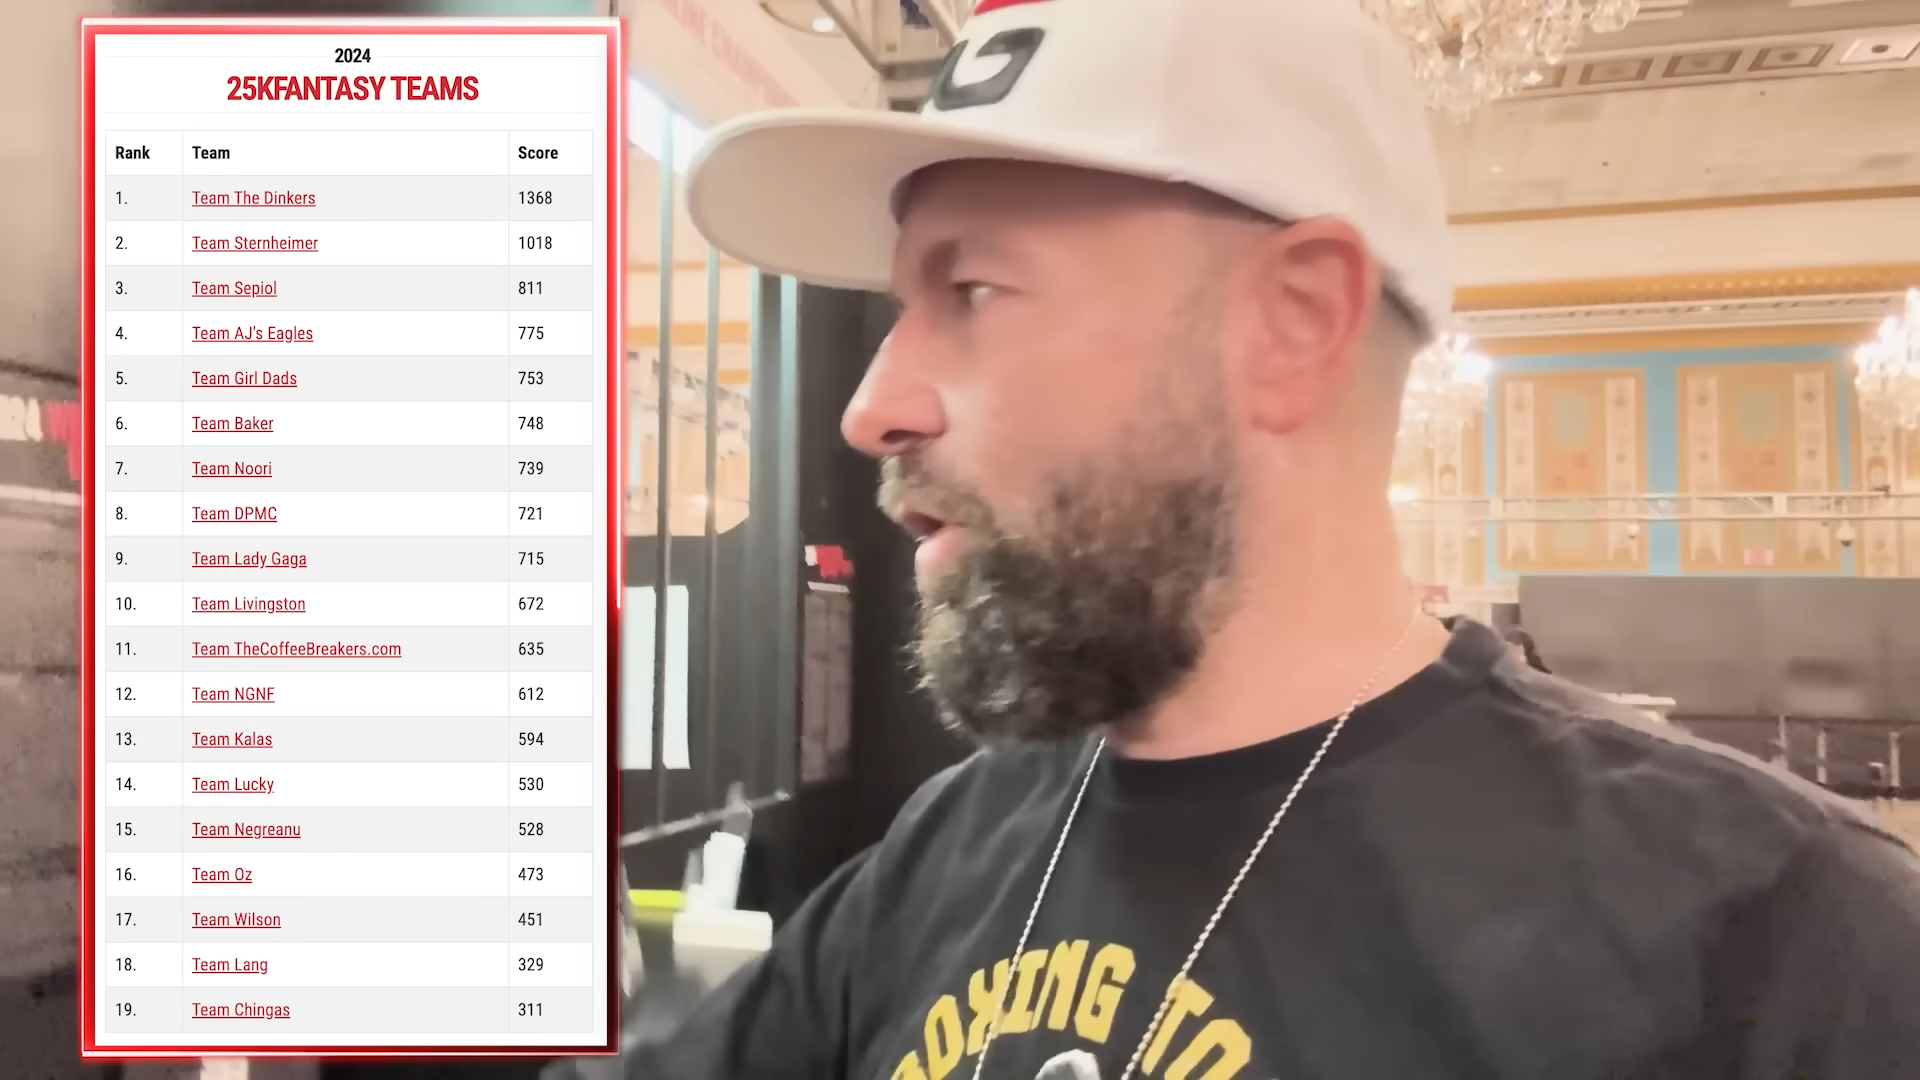 2024
25KFANTASY TEAMS
Rank Team Score
1. Team The Dinkers 1368
2. Team Sternheimer 1018
3. Team Sepiol 811
4. Team AJ's Eagles 775
5. Team Girl Dads 753
6. Team Baker 748
7. Team Noori 739
8. Team DPMC 721
9. Team Lady Gaga 715
10. Team Livingston 672
11. Team TheCoffeeBreakers.com 635
12. Team NGNF 612
13. Team Kalas 594
14. Team Lucky 530
15. Team Negreanu 528
16. Team Oz 473
17. Team Wilson 451
18. Team Lang 329
19. Team Chingas 311
TO